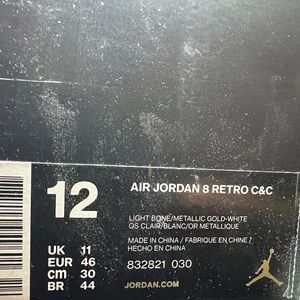 12
AIR JORDAN 8 RETRO C&C
LIGHT BONE/METALLIC GOLD-WHITE
OS CLAIR/BLANC/OR METALLIQUE
MADE IN CHINA / FABRIQUE EN CHINE /
HECHO EN CHINA
UK 11
EUR 46
cm 30
BR 44
832821 030
JORDAN.COM